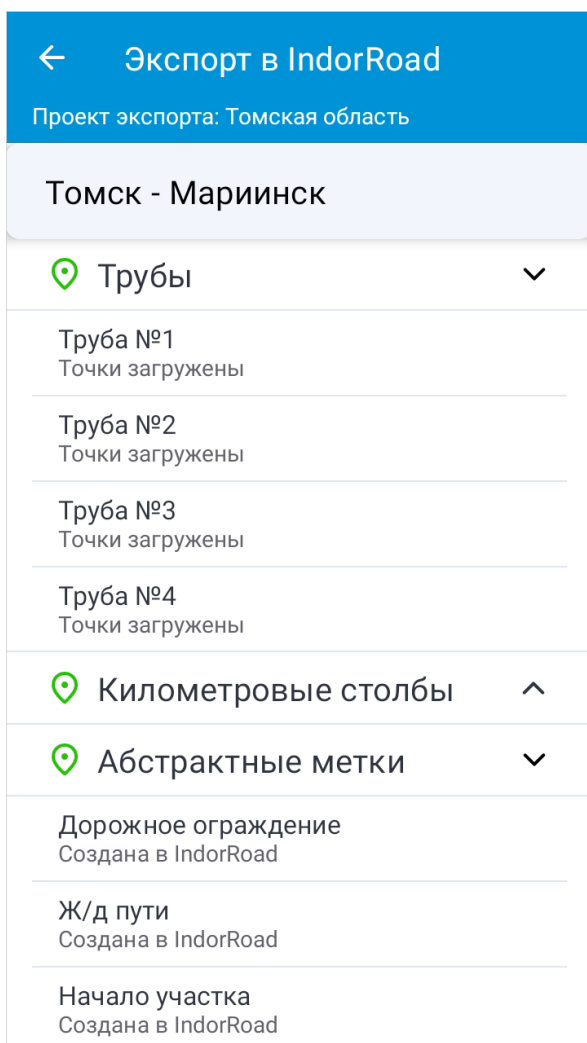 Экспорт в IndorRoad
Проект экспорта: Томская область
Томск - Мариинск
Трубы
Труба №1
Точки загружены
Труба №2
Точки загружены
Труба №3
Точки загружены
Труба №4
Точки загружены
Километровые столбы
Абстрактные метки
Дорожное ограждение
Создана в IndorRoad
Ж/д пути
Создана в IndorRoad
Начало участка
Создана в IndorRoad